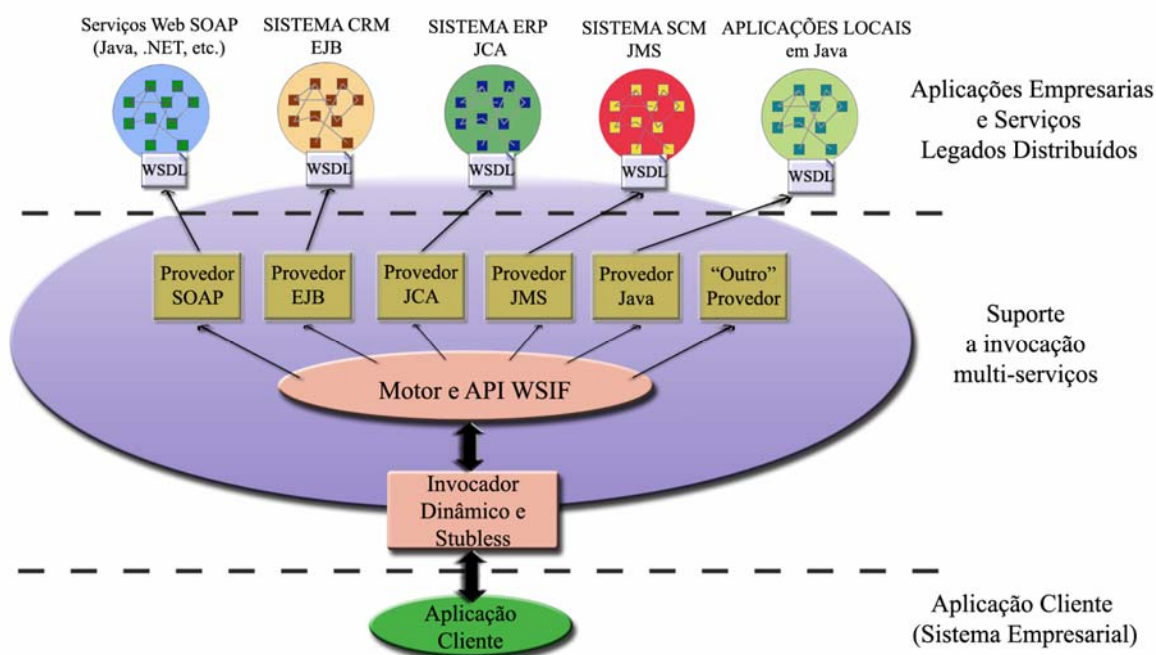 Serviços Web SOAP
(Java, .NET, etc.)
SISTEMA CRM
EJB
SISTEMA ERP
JCA
SISTEMA SCM
JMS
APLICAÇÕES LOCAIS
em Java
Aplicações Empresarias
e Serviços
Legados Distribuídos
WSDL
WSDL
WSDL
WSDL
WSDL
Provedor
SOAP
Provedor
EJB
Provedor
JCA
Provedor
JMS
Provedor
Java
“Outro”
Provedor
Suporte
a invocação
multi-serviços
Motor e API WSIF
Invocador
Dinâmico e
Stubless
Aplicação
Cliente
Aplicação Cliente
(Sistema Empresarial)